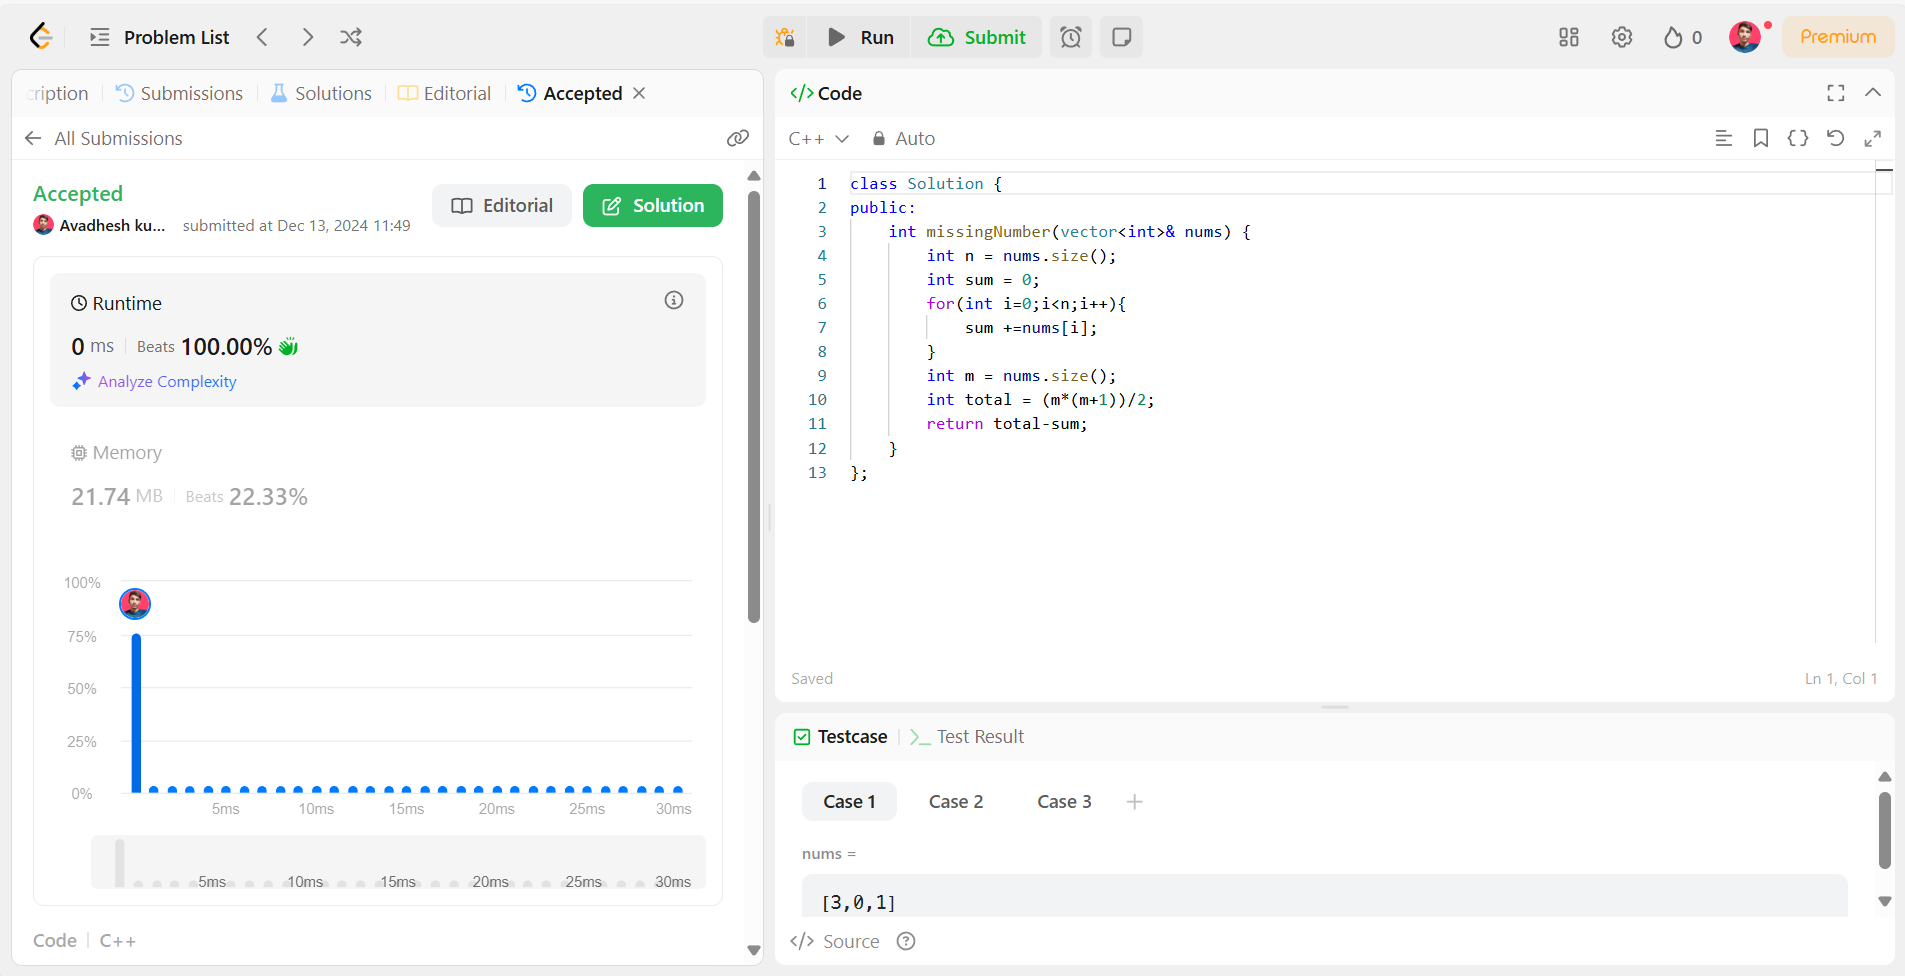 Problem List
Run
Submit
0
Premium
cription
Submissions
Solutions
Editorial
Accepted
All Submissions
Accepted
Avadhesh ku...
submitted at Dec 13, 2024 11:49
Editorial
Solution
Runtime
0 ms
Beats 100.00%
Analyze Complexity
Memory
21.74 MB
Beats 22.33%
100%
75%
50%
25%
0%
5ms 10ms 15ms 20ms 25ms 30ms
5ms 10ms 15ms 20ms 25ms 30ms
Code
C++
</> Code
C++
Auto
1 class Solution {
2 public:
3     int missingNumber(vector<int>& nums) {
4         int n = nums.size();
5         int sum = 0;
6         for(int i=0;i<n;i++){
7             sum +=nums[i];
8         }
9         int m = nums.size();
10         int total = (m*(m+1))/2;
11         return total-sum;
12     }
13 };
Saved
Ln 1, Col 1
Testcase
>_ Test Result
Case 1
Case 2
Case 3
+
nums =
[3,0,1]
</> Source
?